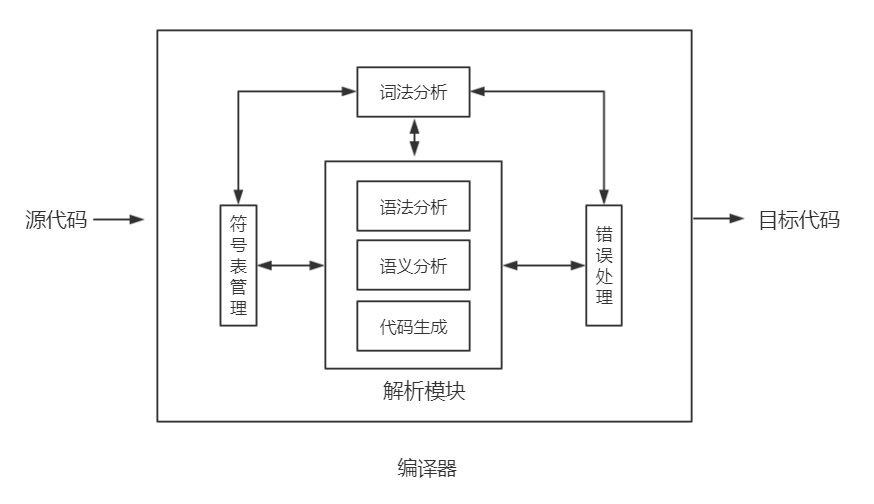 词法分析
源代码
符号表管理
语法分析
语义分析
代码生成
错误处理
目标代码
解析模块
编译器